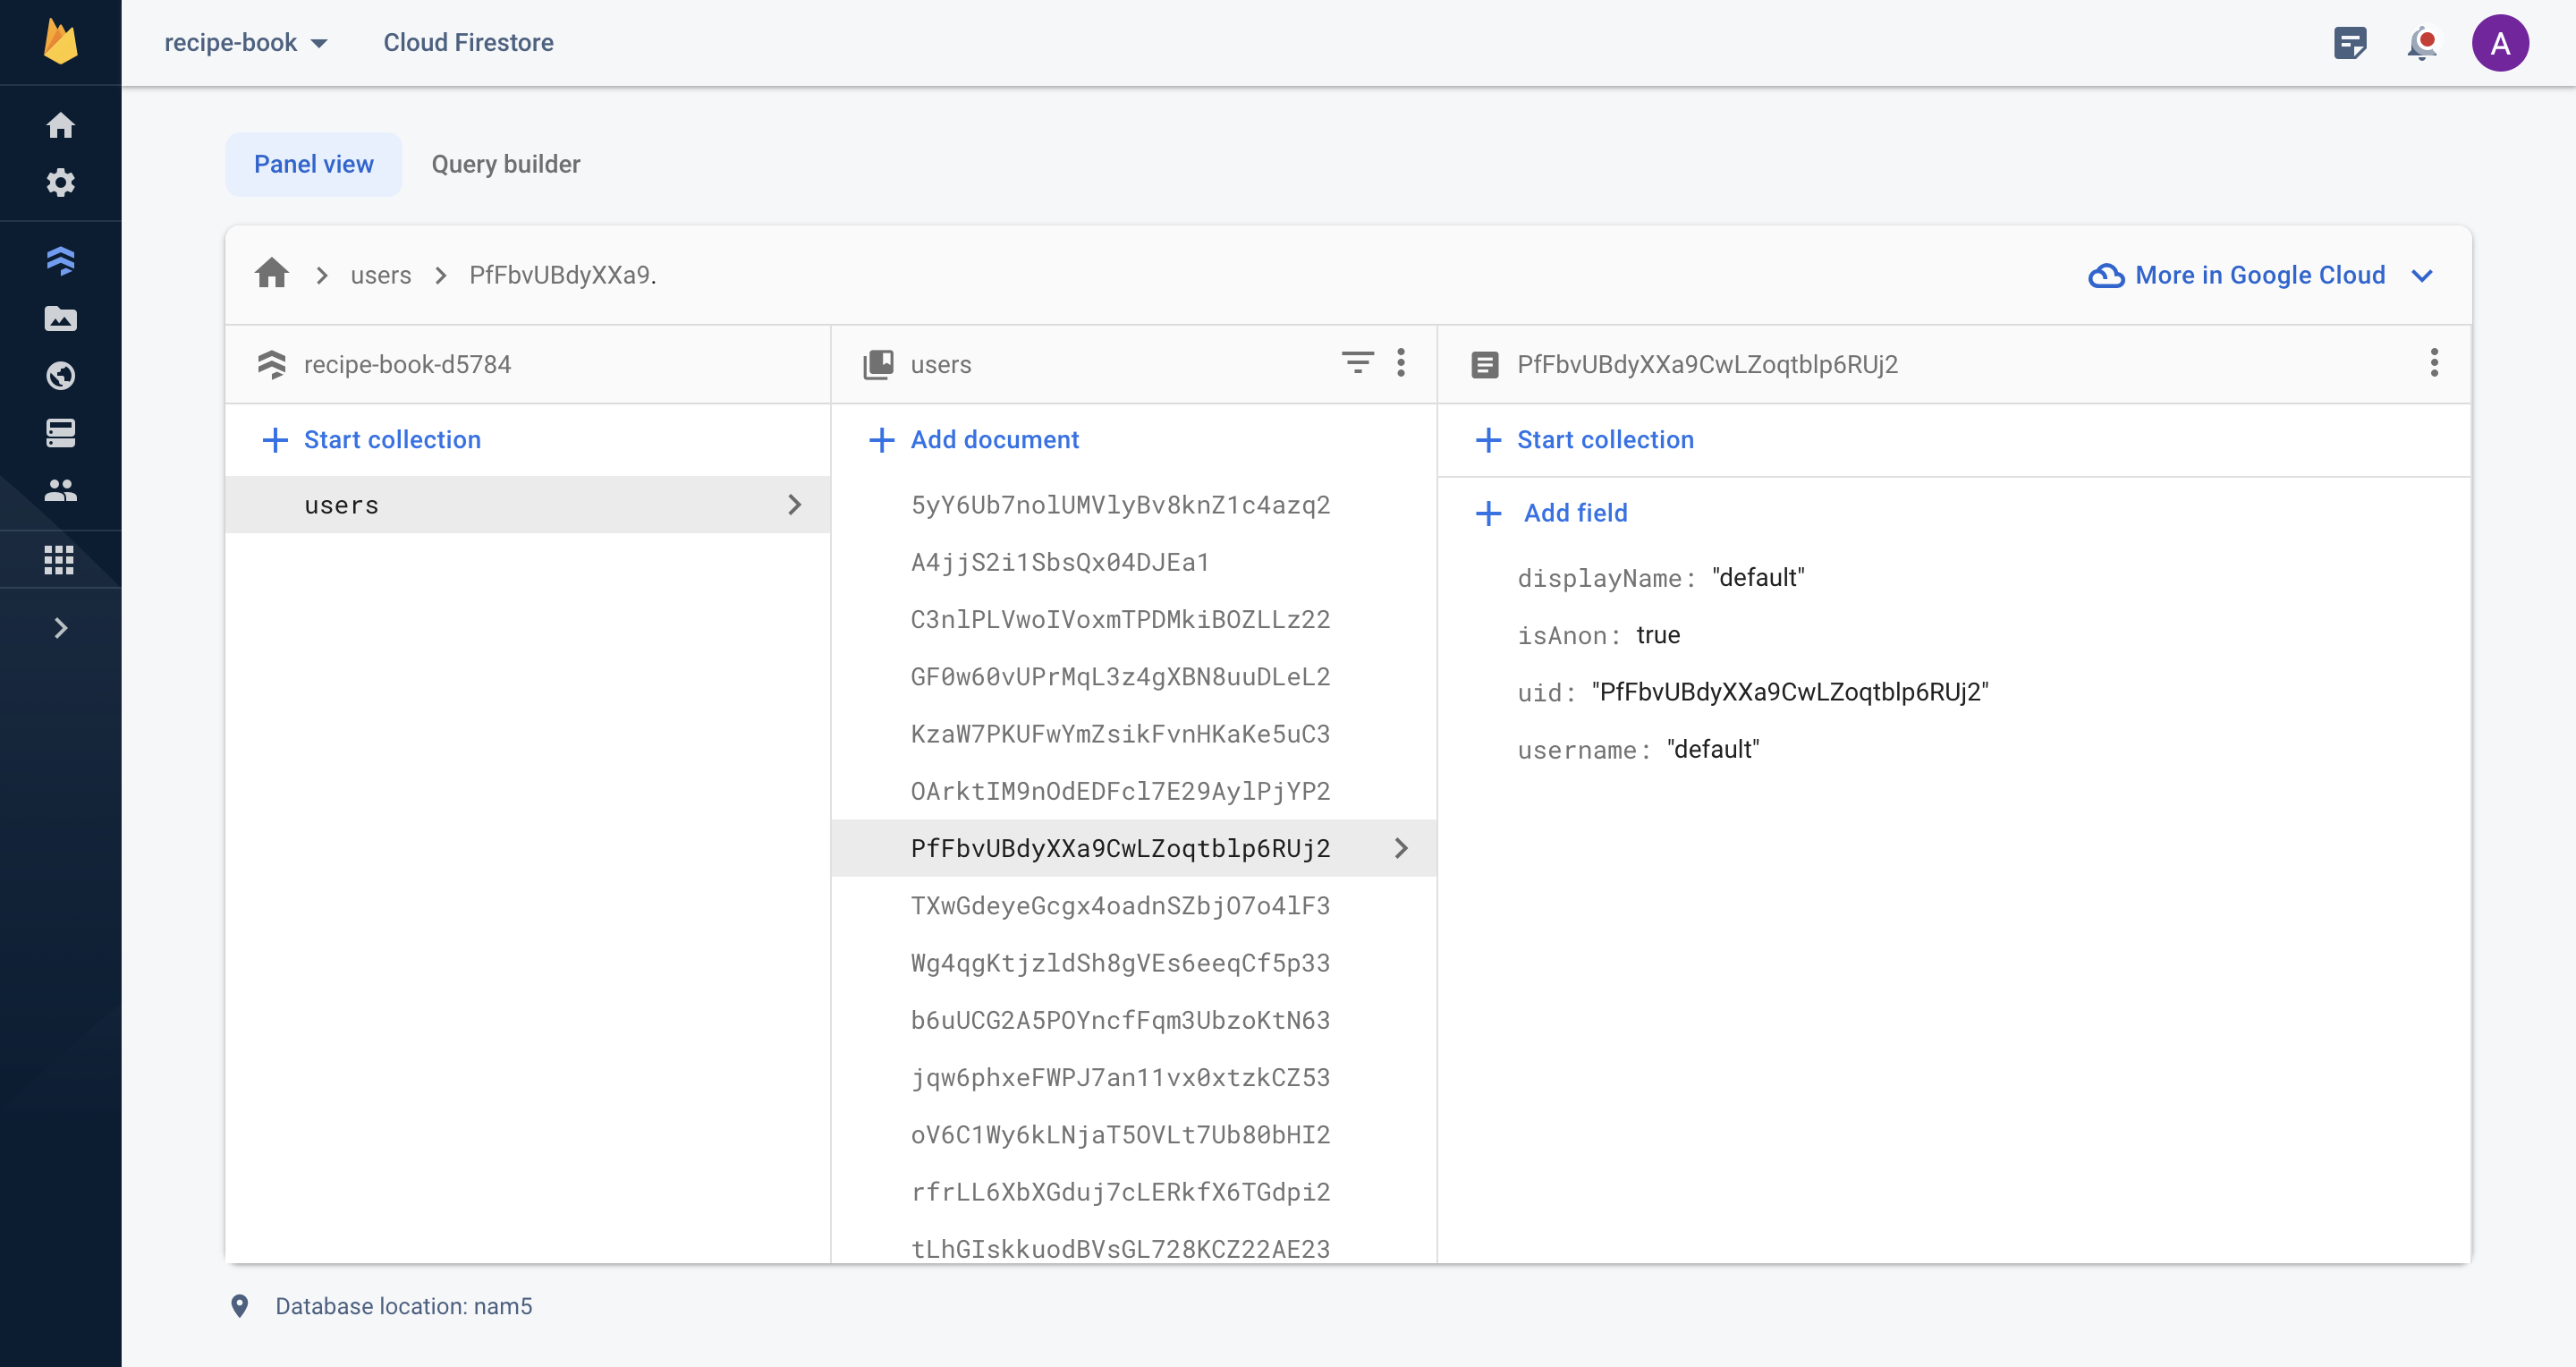 recipe-book
Cloud Firestore
A
Panel view
Query builder
users
PfFbvUBdyXXa9.
More in Google Cloud
recipe-book-d5784
users
PfFbvUBdyXXa9CwLZoqtblp6RUj2
Start collection
Add document
Start collection
users
5yY6Ub7nolUMVlyBv8knZ1c4azq2
A4jjS2i1SbsQx04DJEa1
C3nlPLVwoIVoxmTPDMkiBOZLLz22
GF0w60vUPrMqL3z4gXBN8uuDLeL2
KzaW7PKUFwYmZsikFvnHKaKe5uC3
OArktIM9nOdEDFcl7E29AylPjYP2
PfFbvUBdyXXa9CwLZoqtblp6RUj2
TXwGdeyeGcgx4oadnSZbjO7o4lF3
Wg4qgKtjzldSh8gVEs6eeqCf5p33
b6uUCG2A5POYncfFqm3UbzoKtN63
jqw6phxeFWPJ7an11vx0xtzkCZ53
oV6C1Wy6kLNjaT5OVLt7Ub80bHI2
rfrLL6XbXGduj7cLERkfX6TGdpi2
tLhGIskkuodBVsGL728KCZ22AE23
Add field
displayName: "default"
isAnon: true
uid: "PfFbvUBdyXXa9CwLZoqtblp6RUj2"
username: "default"
Database location: nam5